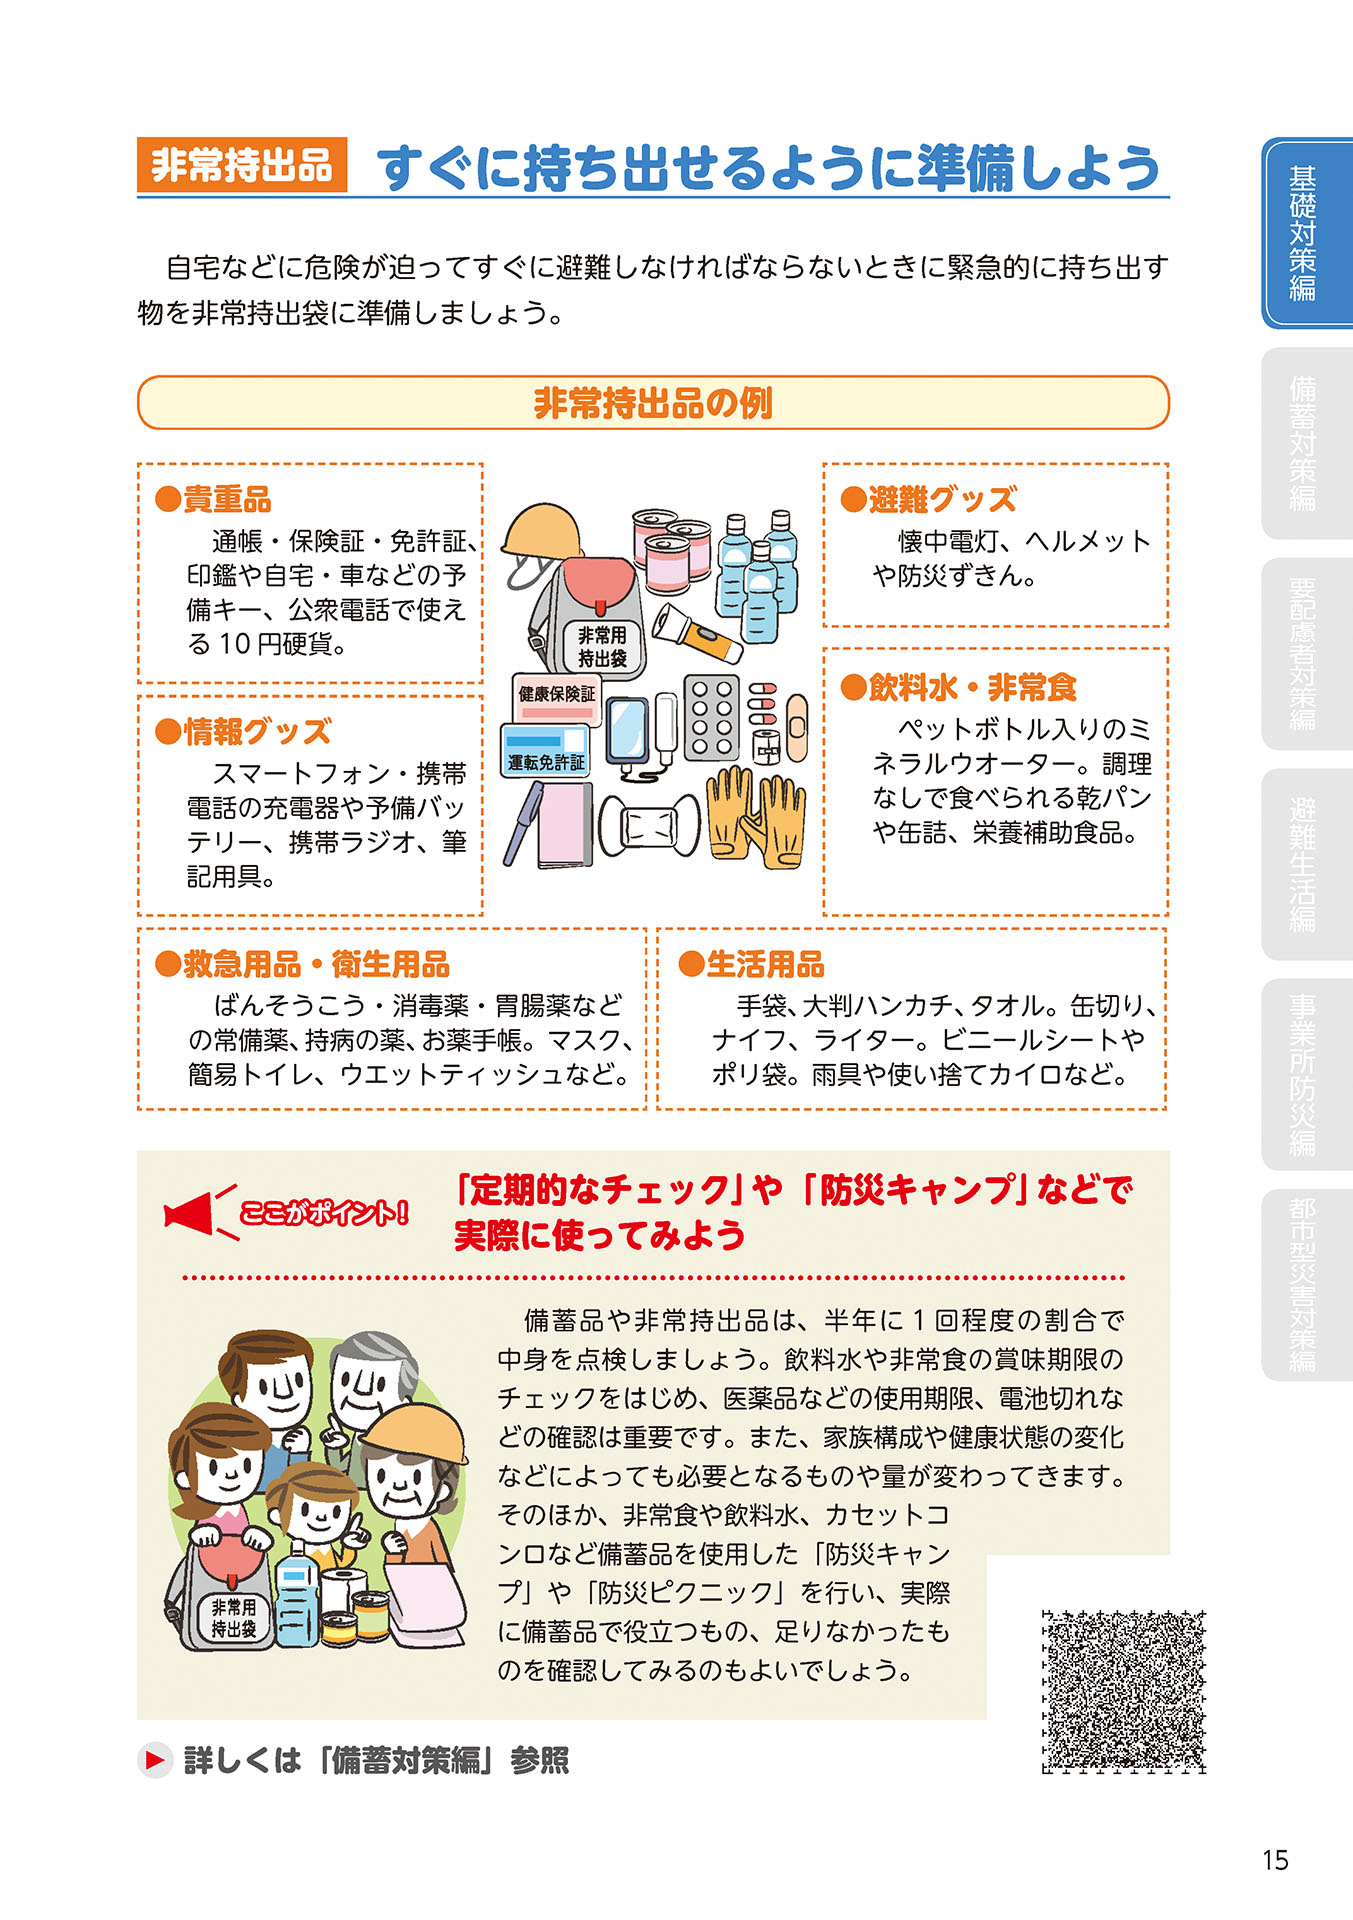 非常持出品 すぐに持ち出せるように準備しよう
自宅などに危険が迫ってすぐに避難しなければならないときに緊急的に持ち出す
物を非常持出袋に準備しましょう。
非常持出品の例
●貴重品
通帳・保険証・免許証、
印鑑や自宅・車などの予
備キー、公衆電話で使え
る10円硬貨。
●情報グッズ
スマートフォン・携帯
電話の充電器や予備バッ
テリー、携帯ラジオ、筆
記用具。
非常用
持出袋
健康保険証
運転免許証
●避難グッズ
懐中電灯、ヘルメット
や防災ずきん。
●飲料水・非常食
ペットボトル入りのミ
ネラルウオーター。調理
なしで食べられる乾パン
や缶詰、栄養補助食品。
●救急用品・衛生用品
ばんそうこう・消毒薬・胃腸薬など
の常備薬、持病の薬、お薬手帳。マスク、
簡易トイレ、ウエットティッシュなど。
●生活用品
手袋、大判ハンカチ、タオル。缶切り、
ナイフ、ライター。ビニールシートや
ポリ袋。雨具や使い捨てカイロなど。
ここがポイント!
「定期的なチェック」や「防災キャンプ」などで
実際に使ってみよう
備蓄品や非常持出品は、半年に1回程度の割合で
中身を点検しましょう。飲料水や非常食の賞味期限の
チェックをはじめ、医薬品などの使用期限、電池切れな
どの確認は重要です。また、家族構成や健康状態の変化
などによっても必要となるものや量が変わってきます。
そのほか、非常食や飲料水、カセットコ
ンロなど備蓄品を使用した「防災キャン
プ」や「防災ピクニック」を行い、実際
に備蓄品で役立つもの、足りなかったも
のを確認してみるのもよいでしょう。
非常用
持出袋
詳しくは「備蓄対策編」参照
基礎対策編
備蓄対策編
要配慮者対策編
避難生活編
事業所防災編
都市型災害対策編
15